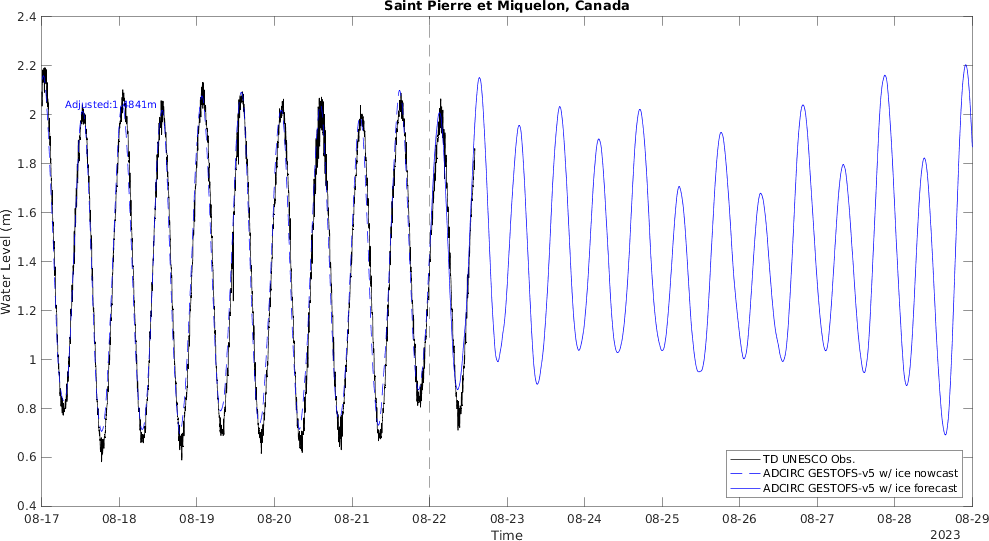 Saint Pierre et Miquelon, Canada
2.4
2.2
2
1.8
1.6
1.4
1.2
1
0.8
0.6
0.4
Water Level (m)
08-17 08-18 08-19 08-20 08-21 08-22 08-23 08-24 08-25 08-26 08-27 08-28 08-29
Time
2023
TD UNESCO Obs.
ADCIRC GESTOFS-v5 w/ ice nowcast
ADCIRC GESTOFS-v5 w/ ice forecast